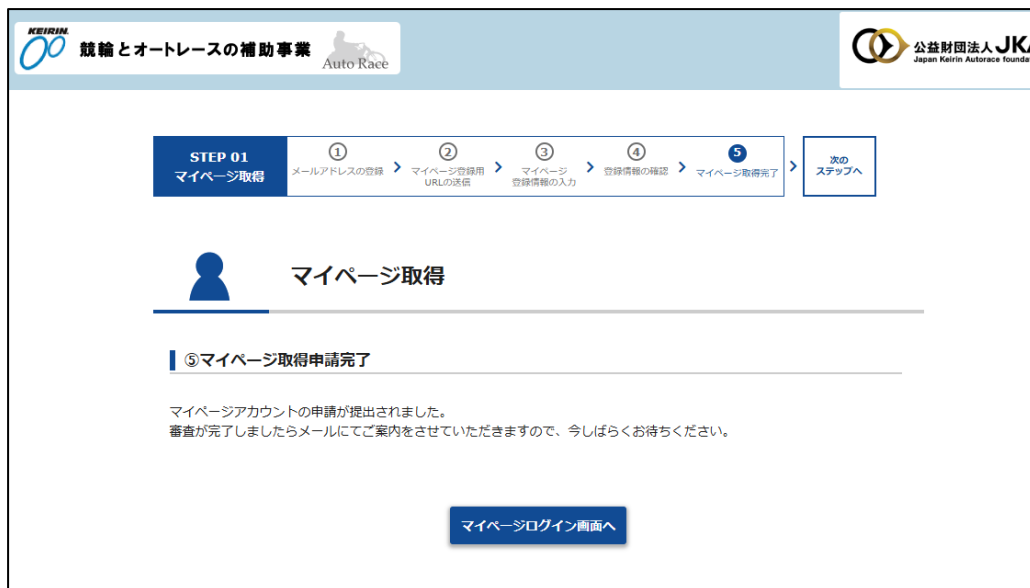 KEIRIN
競輪とオートレースの補助事業
Auto Race
公益財団法人 JKA
Japan Keirin Autorace founda
STEP 01
マイページ取得
①
メールアドレスの登録
②
マイページ登録用
URLの送信
③
マイページ
登録情報の入力
④
登録情報の確認
⑤
マイページ取得完了
次の
ステップへ
マイページ取得
⑤マイページ取得申請完了
マイページアカウントの申請が提出されました。
審査が完了しましたらメールにてご案内をさせていただきますので、今しばらくお待ちください。
マイページログイン画面へ